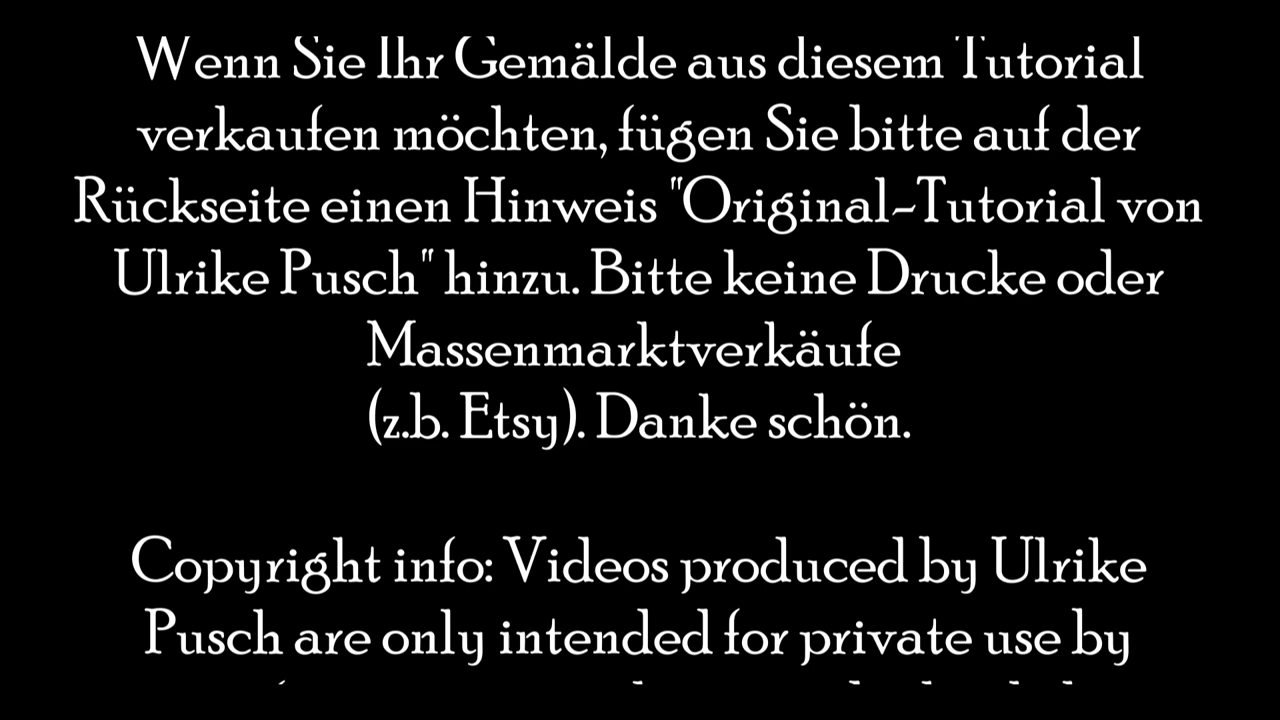 Wenn Sie Ihr Gemälde aus diesem Tutorial
verkaufen möchten, fügen Sie bitte auf der
Rückseite einen Hinweis "Original-Tutorial von
Ulrike Pusch" hinzu. Bitte keine Drucke oder
Massenmarktverkäufe
(z.b. Etsy). Danke schön.
Copyright info: Videos produced by Ulrike
Pusch are only intended for private use by